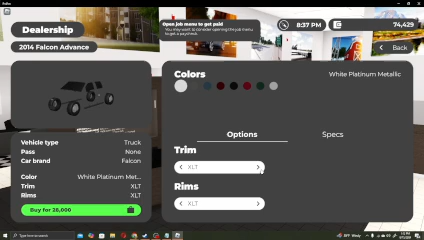 Dealership
2014 Falcon Advance
Open job menu to get paid
You may want to consider opening the job menu
to get a paycheck.
8:37 PM
74,429
Back
Colors
White Platinum Metallic
Options
Specs
Trim
XLT
Rims
XLT
Vehicle type
Truck
Pass
None
Car brand
Falcon
Color
White Platinum Met...
Trim
XLT
Rims
XLT
Buy for 28,000